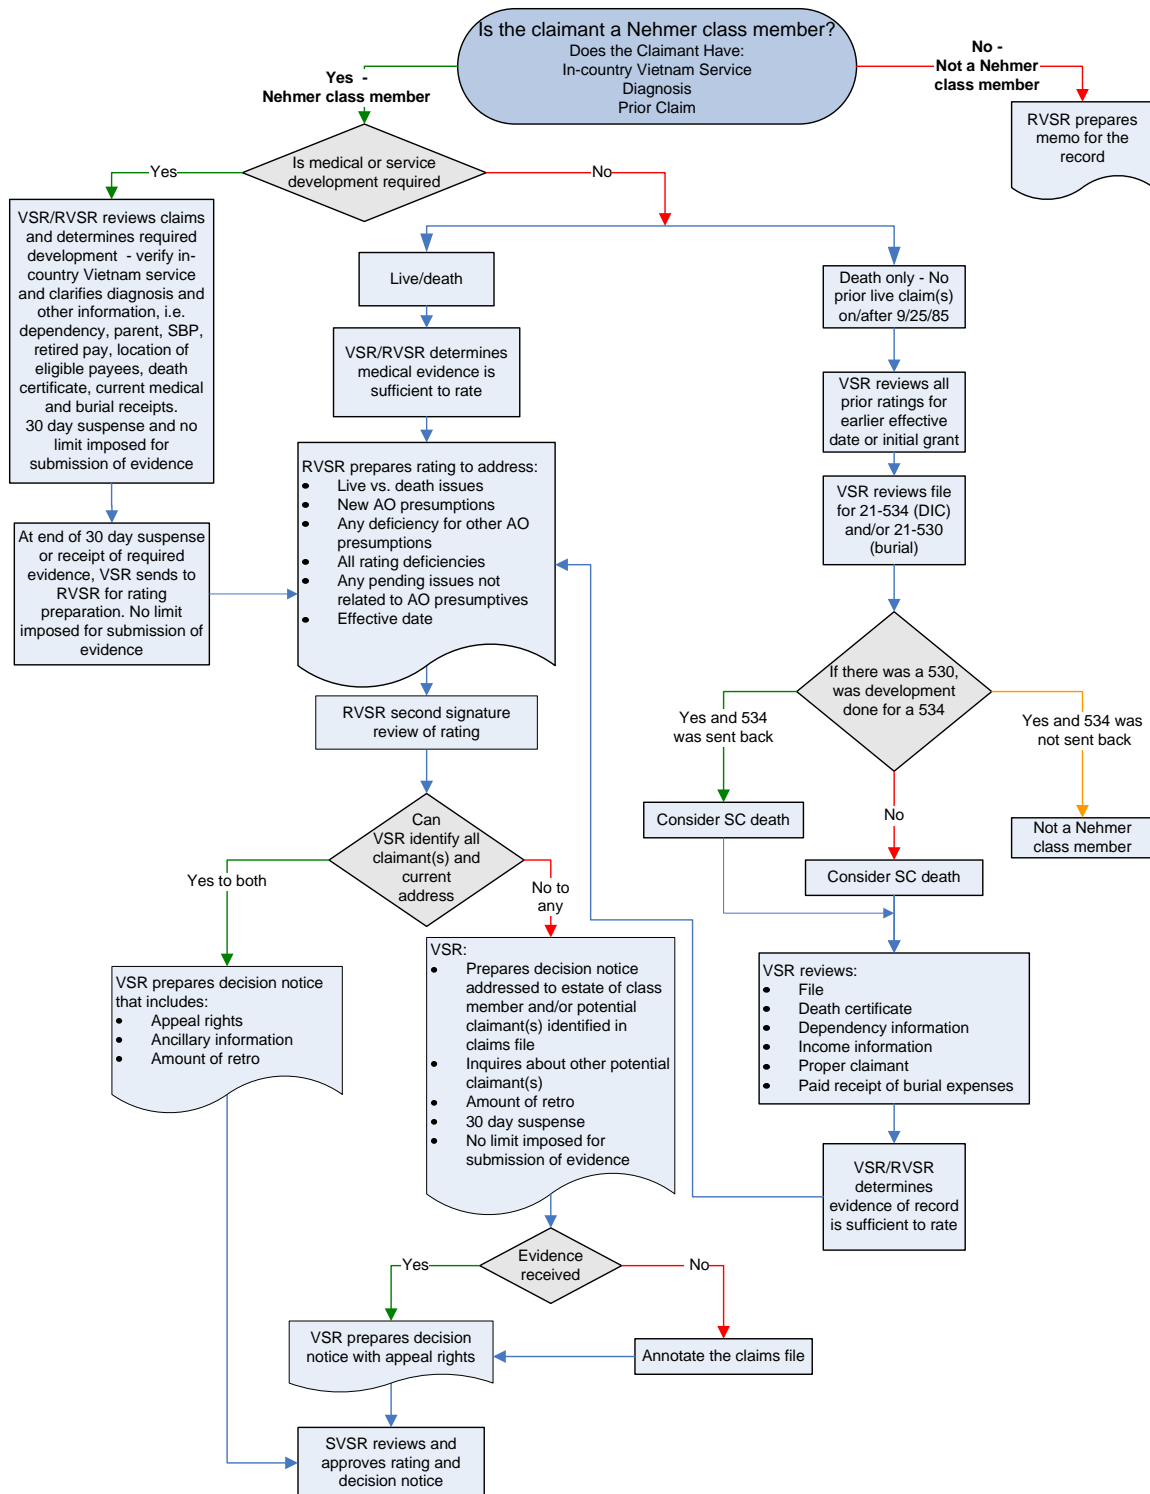 Is the claimant a Nehmer class member?
Does the Claimant Have:
In-country Vietnam Service
Diagnosis
Prior Claim
Yes  -
Nehmer class member
No -
Not a Nehmer
class member
RVSR prepares
memo for the
record
Is medical or service
development required
Yes
No
VSR/RVSR reviews claims
and determines required
development  - verify in-
country Vietnam service
and clarifies diagnosis and
other information, i.e.
dependency, parent, SBP,
retired pay, location of
eligible payees, death
certificate, current medical
and burial receipts.
30 day suspense and no
limit imposed for
submission of evidence
At end of 30 day suspense
or receipt of required
evidence, VSR sends to
RVSR for rating
preparation. No limit
imposed for submission of
evidence
Live/death
VSR/RVSR determines
medical evidence is
sufficient to rate
RVSR prepares rating to address:
• Live vs. death issues
• New AO presumptions
• Any deficiency for other AO
presumptions
• All rating deficiencies
• Any pending issues not
related to AO presumptives
• Effective date
RVSR second signature
review of rating
Can
VSR identify all
claimant(s) and
current
address
Yes to both
No to
any
VSR prepares decision notice
that includes:
• Appeal rights
• Ancillary information
• Amount of retro
VSR:
• Prepares decision notice
addressed to estate of class
member and/or potential
claimant(s) identified in
claims file
• Inquires about other potential
claimant(s)
• Amount of retro
• 30 day suspense
• No limit imposed for
submission of evidence
Evidence
received
Yes
No
VSR prepares decision
notice with appeal rights
Annotate the claims file
SVSR reviews and
approves rating and
decision notice
Death only - No
prior live claim(s)
on/after 9/25/85
VSR reviews all
prior ratings for
earlier effective
date or initial grant
VSR reviews file
for 21-534 (DIC)
and/or 21-530
(burial)
If there was a 530,
was development
done for a 534
Yes and 534
was sent back
Yes and 534 was
not sent back
No
Consider SC death
Not a Nehmer
class member
Consider SC death
VSR reviews:
• File
• Death certificate
• Dependency information
• Income information
• Proper claimant
• Paid receipt of burial expenses
VSR/RVSR
determines
evidence of record
is sufficient to rate